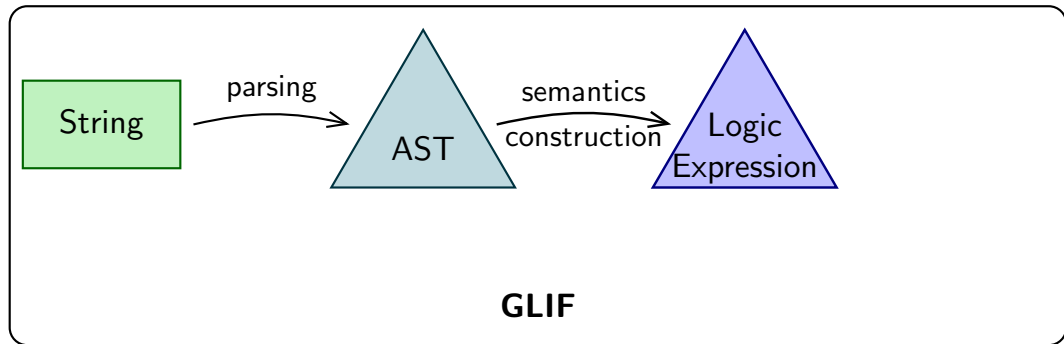 String
parsing
AST
semantics
construction
Logic
Expression
GLIF